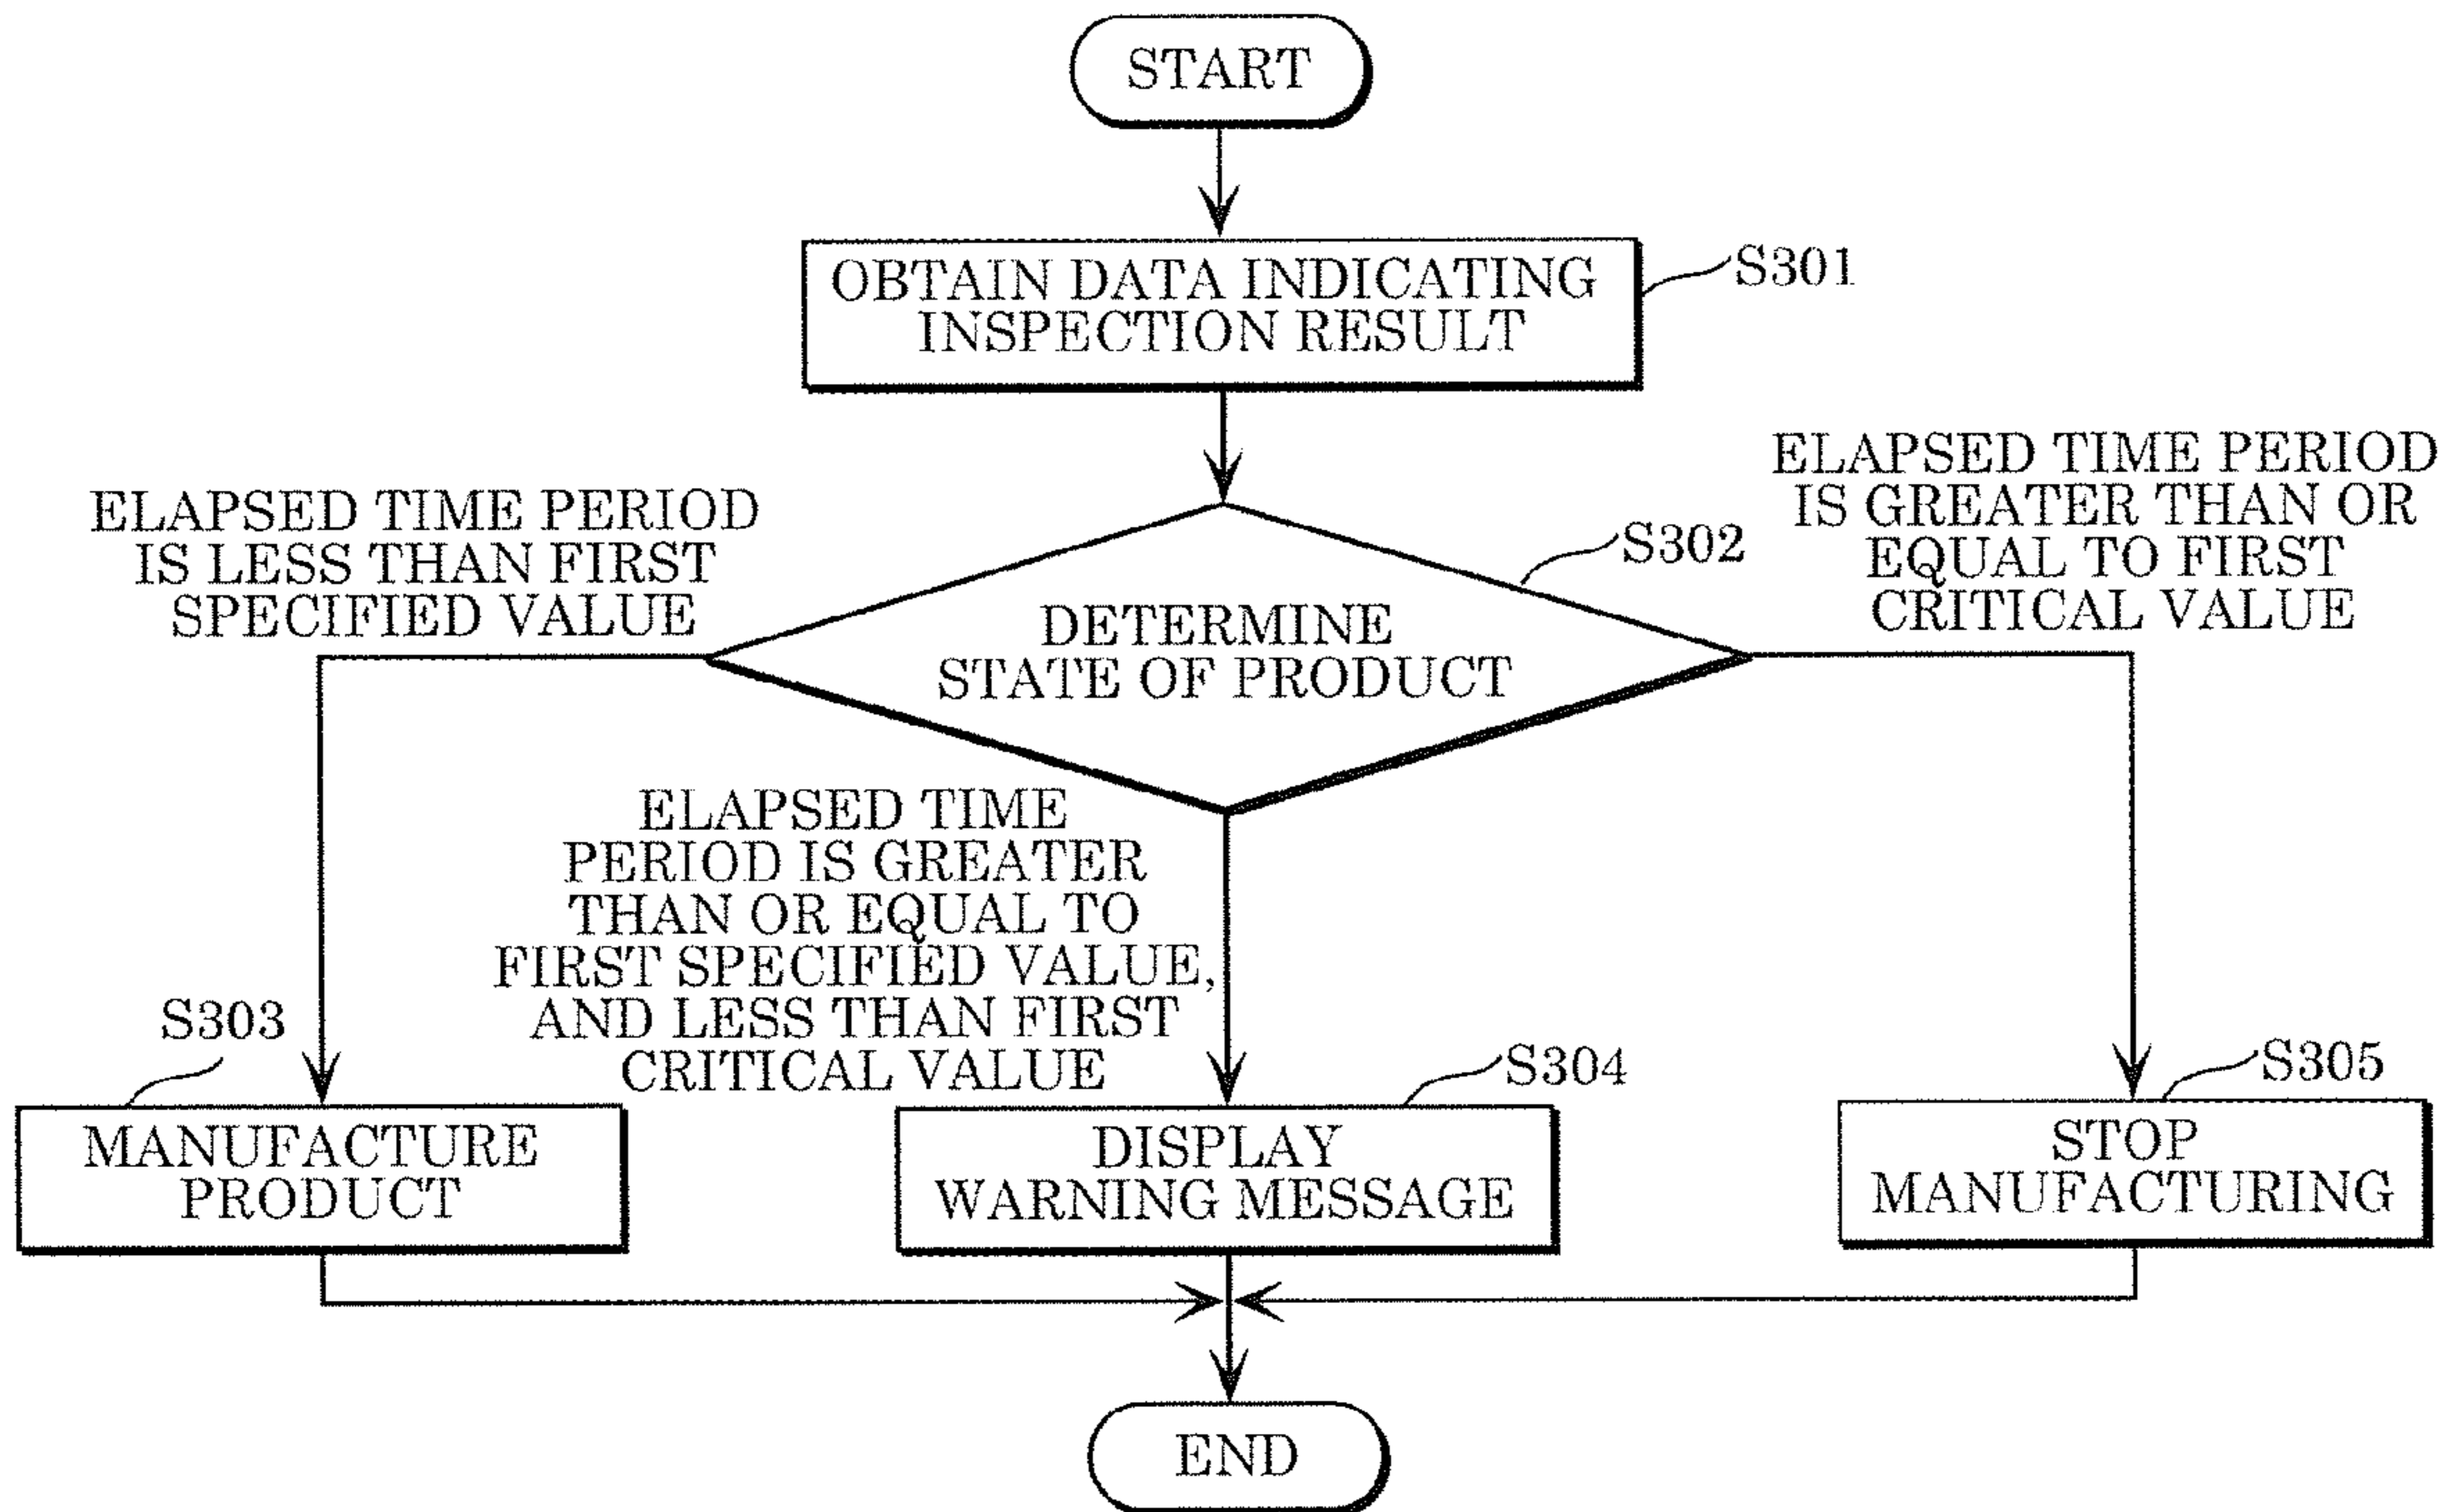 START
OBTAIN DATA INDICATING
INSPECTION RESULT
S301
ELAPSED TIME PERIOD
IS LESS THAN FIRST
SPECIFIED VALUE
DETERMINE
STATE OF PRODUCT
S302
ELAPSED TIME PERIOD
IS GREATER THAN OR
EQUAL TO FIRST
CRITICAL VALUE
ELAPSED TIME
PERIOD IS GREATER
THAN OR EQUAL TO
FIRST SPECIFIED VALUE,
AND LESS THAN FIRST
CRITICAL VALUE
S303
MANUFACTURE
PRODUCT
S304
DISPLAY
WARNING MESSAGE
S305
STOP
MANUFACTURING
END